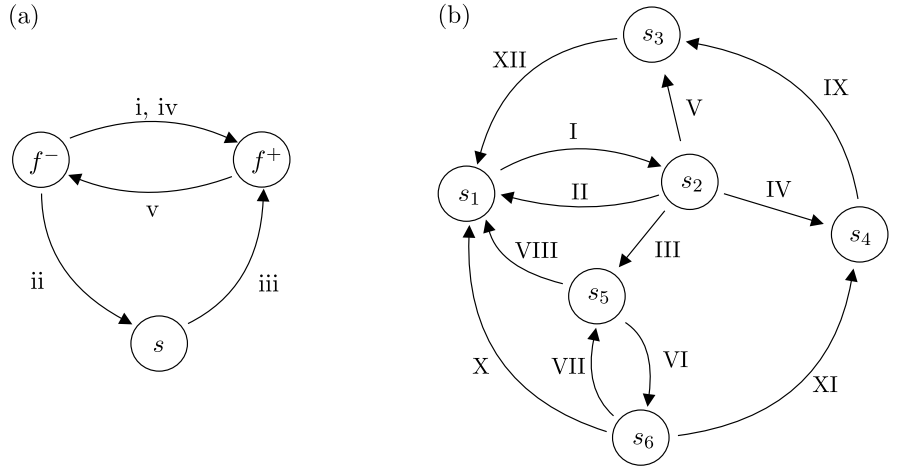 (a)
i, iv
f⁻
f⁺
v
ii
iii
s
(b)
s₃
XII
IX
V
I
s₁
s₂
II
IV
s₄
VIII
III
s₅
X
VII
VI
XI
s₆